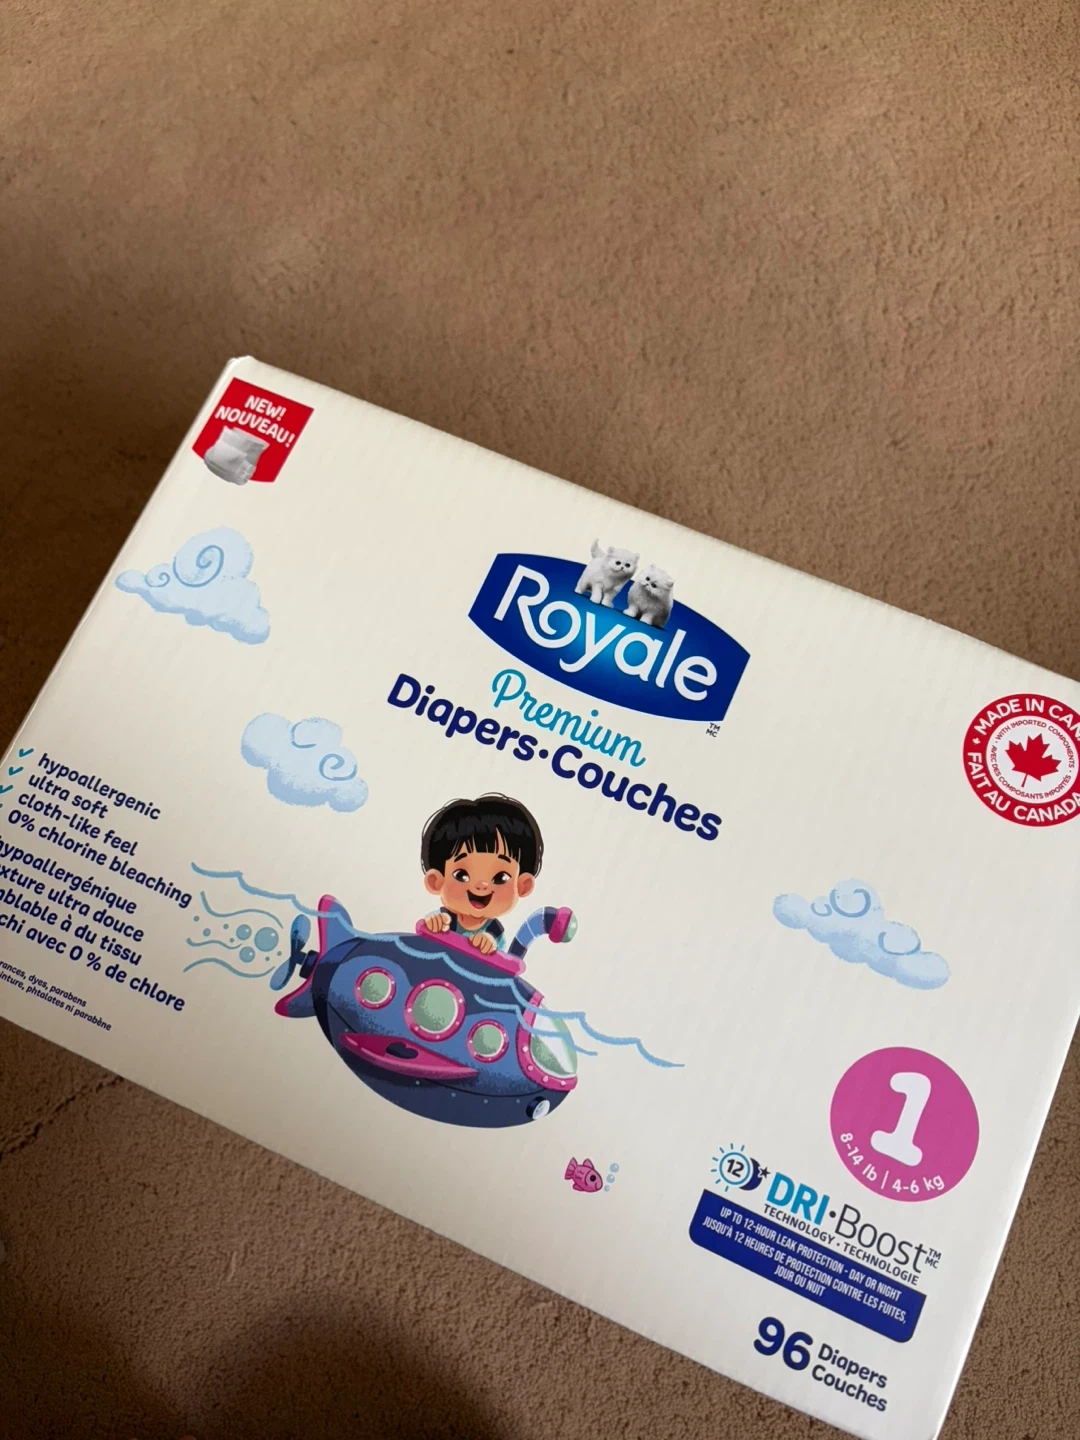 NEW!
NOUVEAU!
Royale
TM
MC
Premium
Diapers•Couches
MADE IN CAN
WITH IMPORTED COMPONENTS
AVEC DES COMPOSANTS IMPORTÉS
FAIT AU CANADA
hypoallergenic
ultra soft
cloth-like feel
0% chlorine bleaching
hypoallergénique
xture ultra douce
mblable à du tissu
chi avec 0 % de chlore
rances, dyes, parabens
inture, phtalates ni parabène
1
8-14 lb | 4-6 kg
12
DRI•Boost TM MC
TECHNOLOGY • TECHNOLOGIE
UP TO 12-HOUR LEAK PROTECTION - DAY OR NIGHT
JUSQU'À 12 HEURES DE PROTECTION CONTRE LES FUITES,
JOUR OU NUIT
96 Diapers
Couches